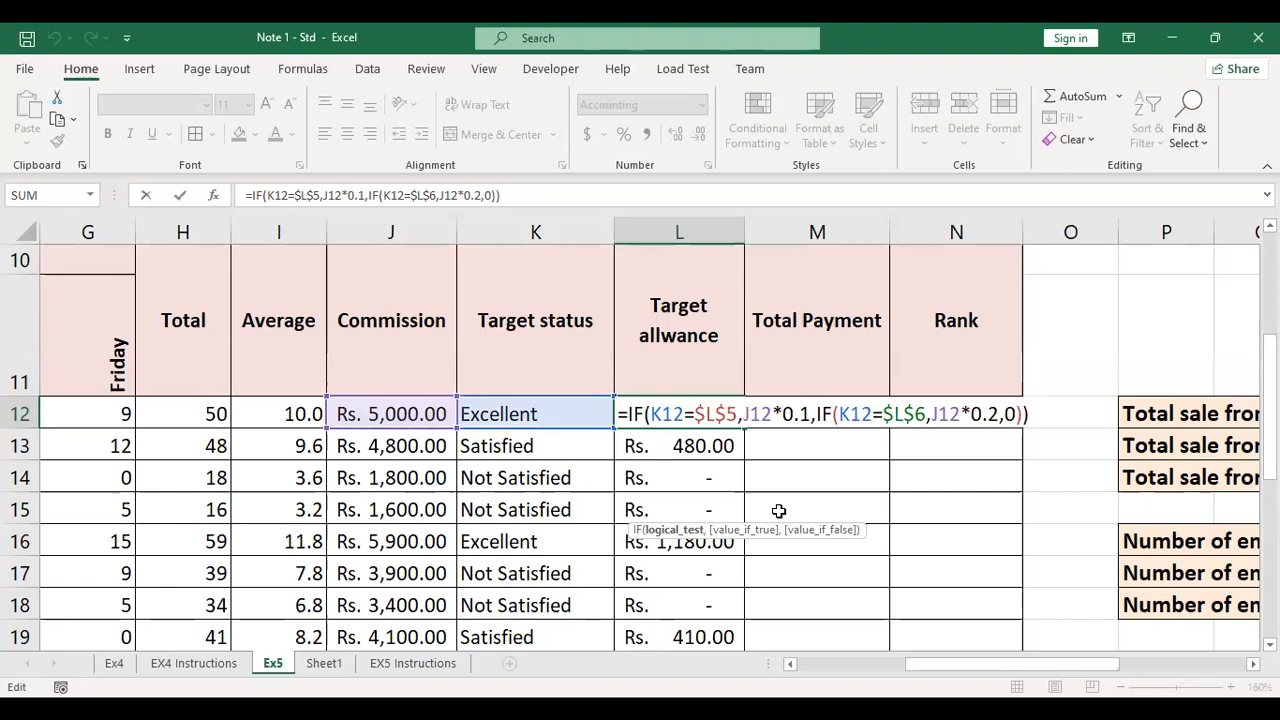 Note 1 - Std - Excel
Search
Sign in
File Home Insert Page Layout Formulas Data Review View Developer Help Load Test Team
Share
Paste
11
B I U
Wrap Text
Merge & Center
Accounting
$ %
Conditional Formatting
Format as Table
Cell Styles
Insert
Delete
Format
AutoSum
Fill
Clear
Sort & Filter
Find & Select
Clipboard Font Alignment Number Styles Cells Editing
SUM
fx
=IF(K12=$L$5,J12*0.1,IF(K12=$L$6,J12*0.2,0))
G H I J K L M N O P
10
11 Friday Total Average Commission Target status Target allwance Total Payment Rank
12 9 50 10.0 Rs. 5,000.00 Excellent =IF(K12=$L$5,J12*0.1,IF(K12=$L$6,J12*0.2,0)) Total sale from
13 12 48 9.6 Rs. 4,800.00 Satisfied Rs. 480.00 Total sale from
14 0 18 3.6 Rs. 1,800.00 Not Satisfied Rs. - Total sale from
15 5 16 3.2 Rs. 1,600.00 Not Satisfied Rs. -
IF(logical_test, [value_if_true], [value_if_false])
16 15 59 11.8 Rs. 5,900.00 Excellent Rs. 1,180.00 Number of en
17 9 39 7.8 Rs. 3,900.00 Not Satisfied Rs. - Number of en
18 5 34 6.8 Rs. 3,400.00 Not Satisfied Rs. - Number of en
19 0 41 8.2 Rs. 4,100.00 Satisfied Rs. 410.00
Ex4 EX4 Instructions Ex5 Sheet1 EX5 Instructions
Edit
160%